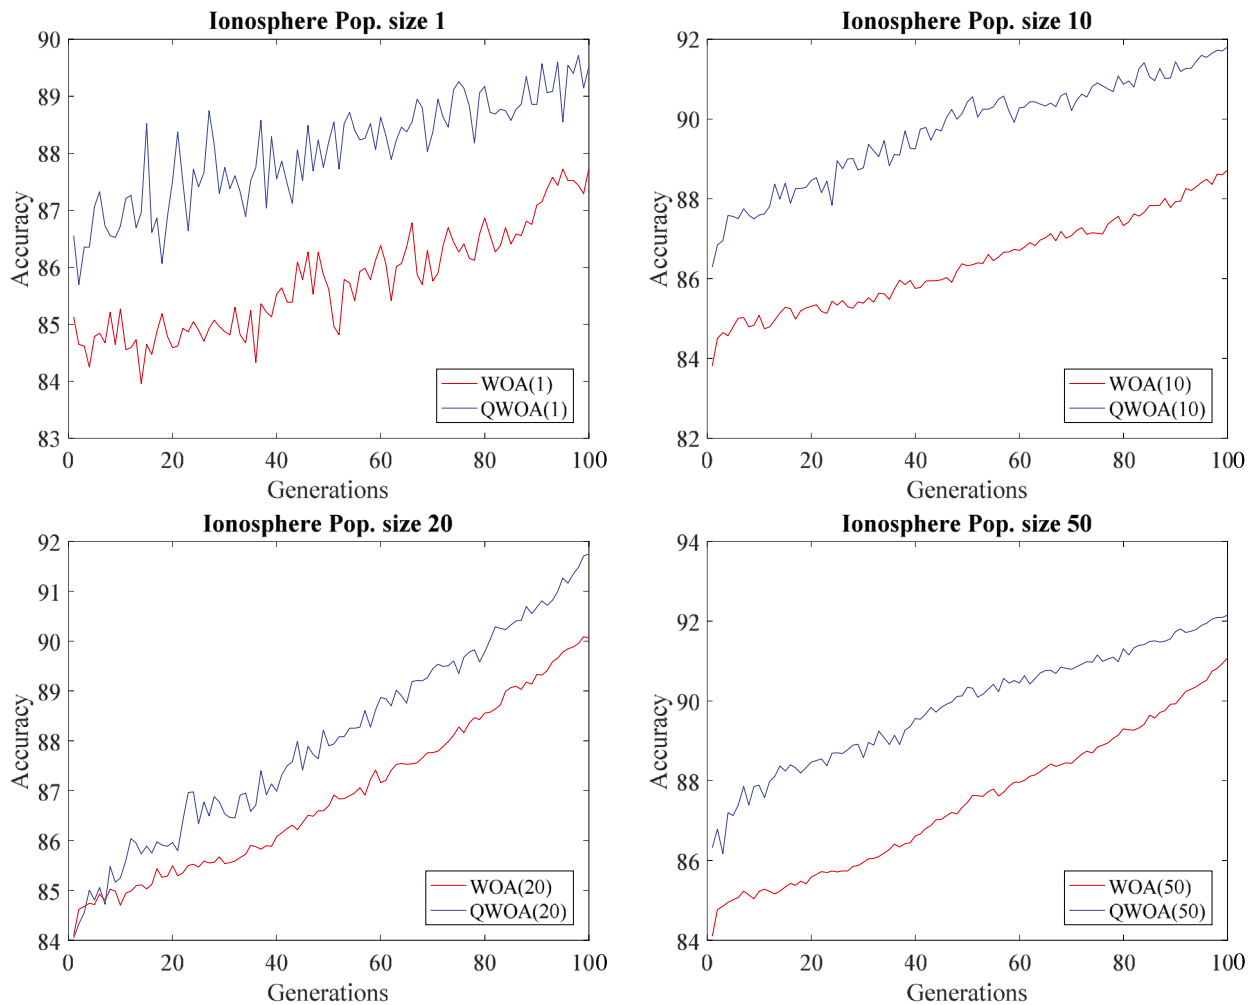 Ionosphere Pop. size 1
90
89
88
87
86
85
84
83
Accuracy
0 20 40 60 80 100
Generations
WOA(1)
QWOA(1)
Ionosphere Pop. size 10
92
90
88
86
84
82
Accuracy
0 20 40 60 80 100
Generations
WOA(10)
QWOA(10)
Ionosphere Pop. size 20
92
91
90
89
88
87
86
85
84
Accuracy
0 20 40 60 80 100
Generations
WOA(20)
QWOA(20)
Ionosphere Pop. size 50
94
92
90
88
86
84
Accuracy
0 20 40 60 80 100
Generations
WOA(50)
QWOA(50)